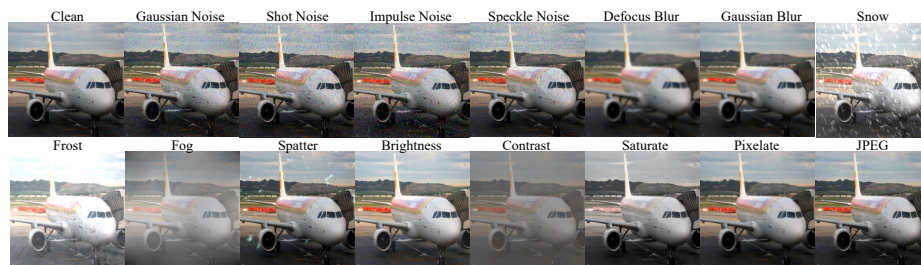 Clean Gaussian Noise Shot Noise Impulse Noise Speckle Noise Defocus Blur Gaussian Blur Snow
Frost Fog Spatter Brightness Contrast Saturate Pixelate JPEG